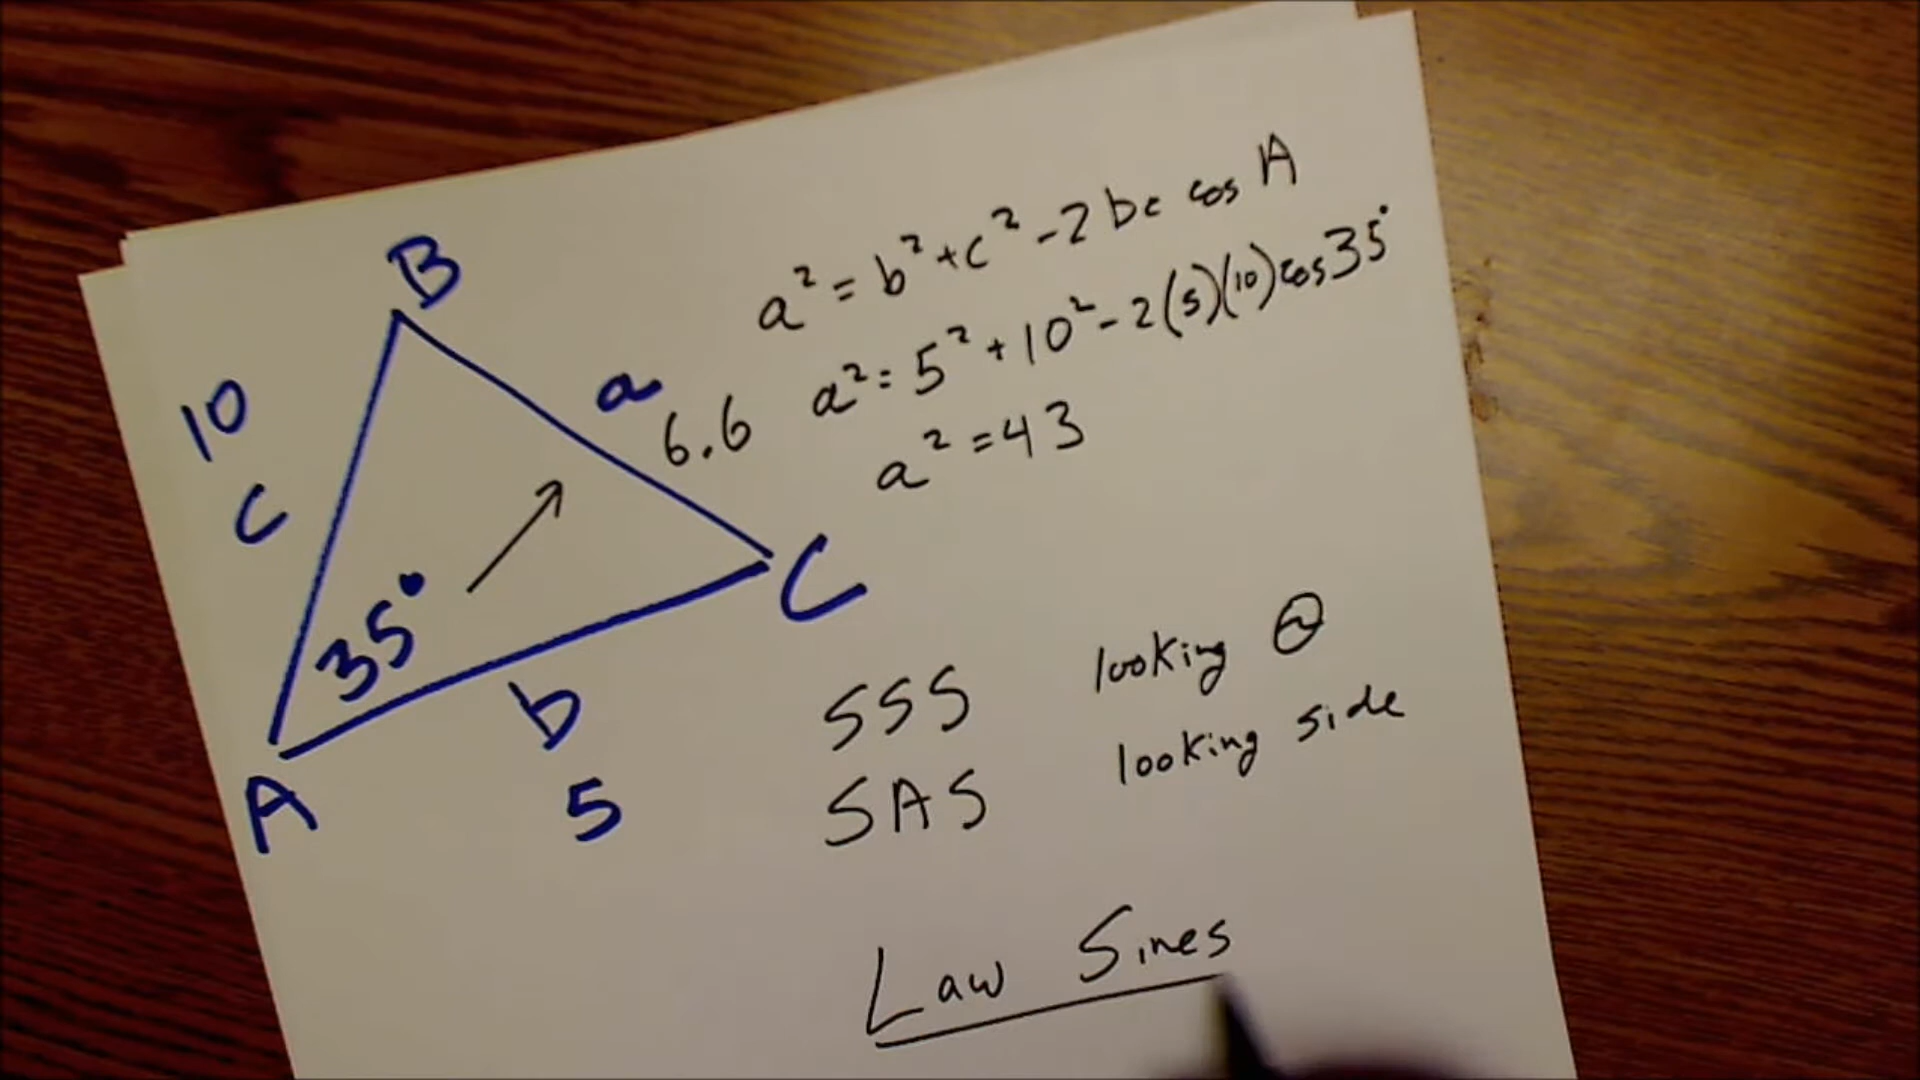 B
10
c
a
6.6
35°
A
b
5
C
a² = b² + c² - 2bc cos A
a² = 5² + 10² - 2(5)(10) cos 35°
a² = 43
SSS looking Θ
SAS looking side
Law Sines